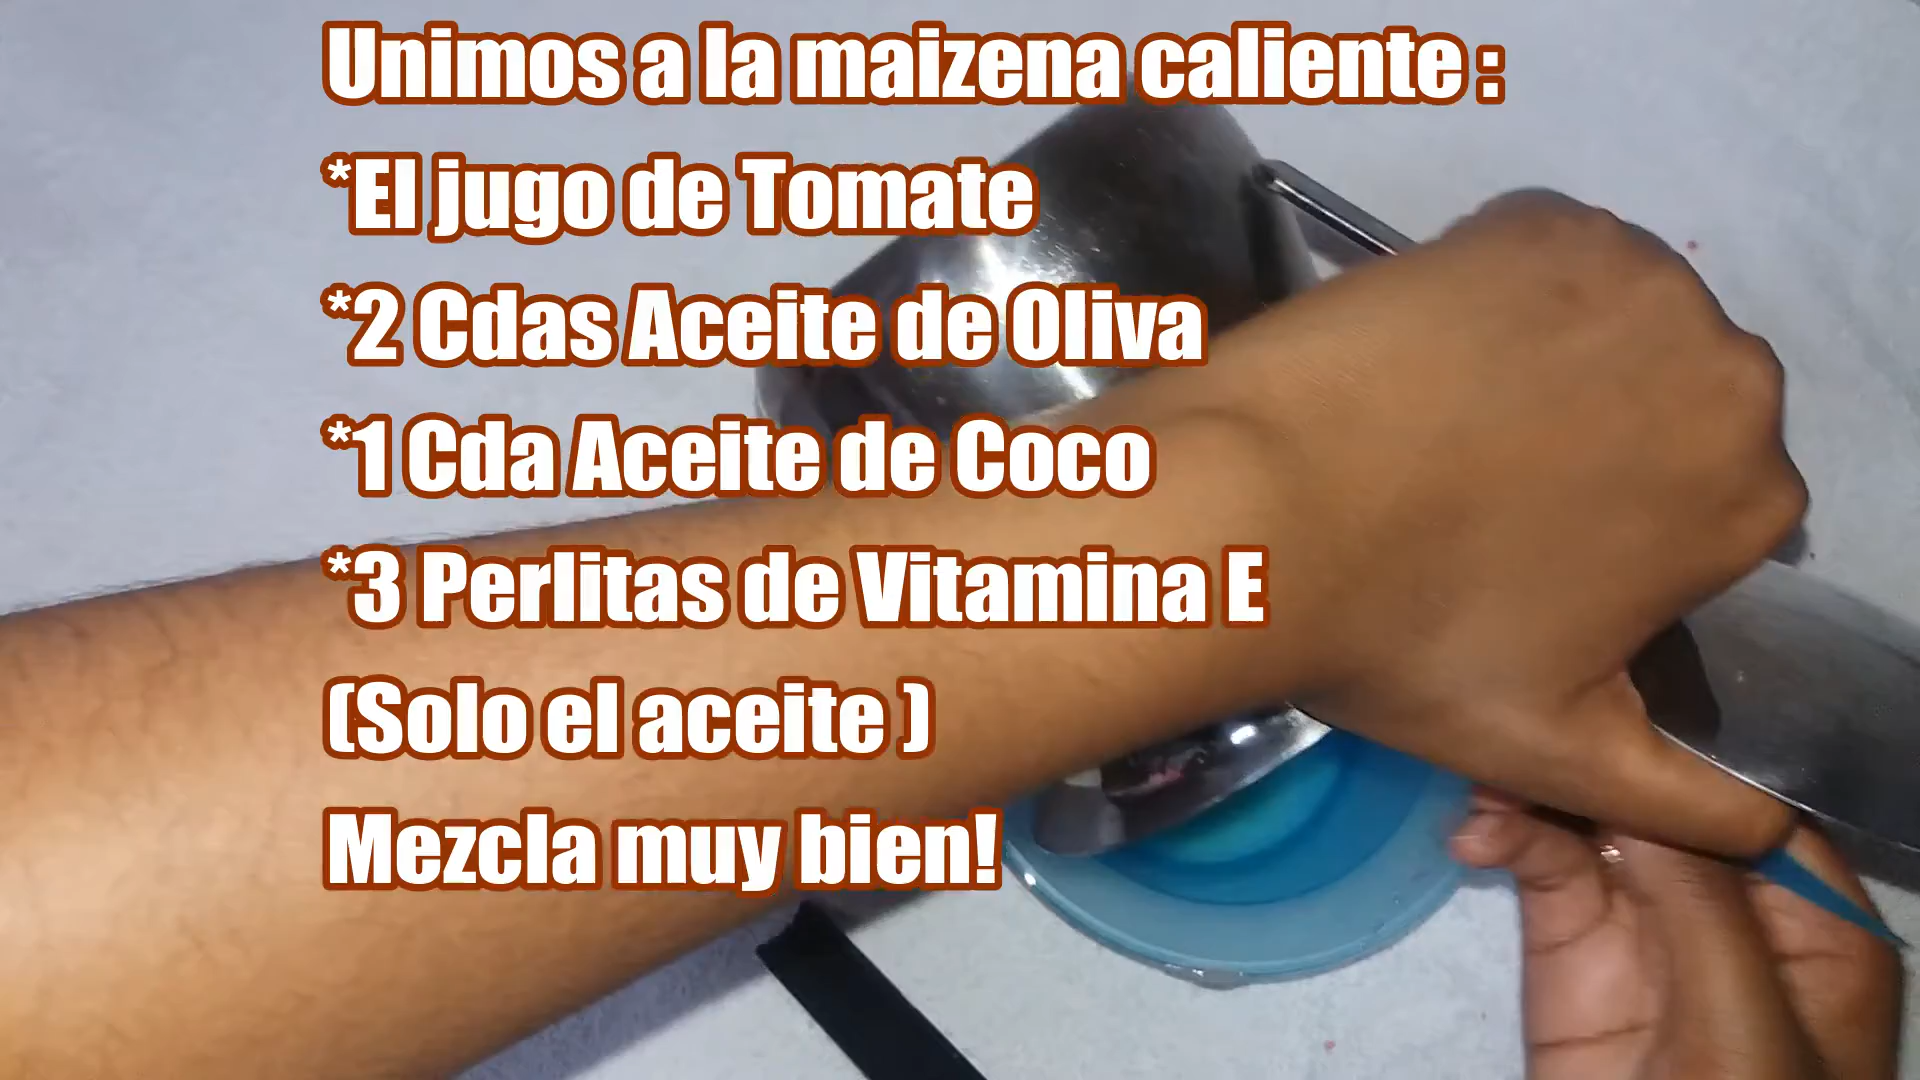 Unimos a la maizena caliente :
*El jugo de Tomate
*2 Cdas Aceite de Oliva
*1 Cda Aceite de Coco
*3 Perlitas de Vitamina E
(Solo el aceite )
Mezcla muy bien!